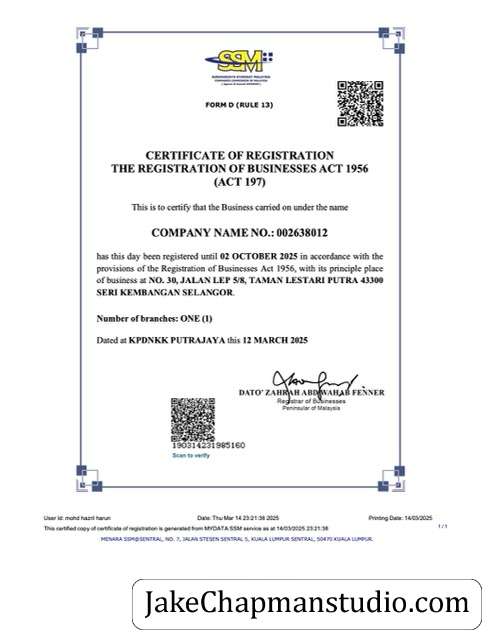 SSM
SURUHANJAYA SYARIKAT MALAYSIA
COMPANIES COMMISSION OF MALAYSIA
FORM D (RULE 13)
CERTIFICATE OF REGISTRATION
THE REGISTRATION OF BUSINESSES ACT 1956
(ACT 197)
This is to certify that the Business carried on under the name
COMPANY NAME NO.: 002638012
has this day been registered until 02 OCTOBER 2025 in accordance with the
provisions of the Registration of Businesses Act 1956, with its principle place
of business at NO. 30, JALAN LEP 5/8, TAMAN LESTARI PUTRA 43300
SERI KEMBANGAN SELANGOR.
Number of branches: ONE (1)
Dated at KPDNKK PUTRAJAYA this 12 MARCH 2025
DATO' ZAHRAH ABD WAHAB FENNER
Registrar of Businesses
Peninsular of Malaysia
190314231985160
Scan to verify
User Id: mohd hazril harun Date: Thu Mar 14 23:21:38 2025 Printing Date: 14/03/2025
This certified copy of certificate of registration is generated from MYDATA SSM service as at 14/03/2025 23:21:38 1 / 1
MENARA SSM@SENTRAL, NO. 7, JALAN STESEN SENTRAL 5, KUALA LUMPUR SENTRAL, 50470 KUALA LUMPUR.
JakeChapmanstudio.com